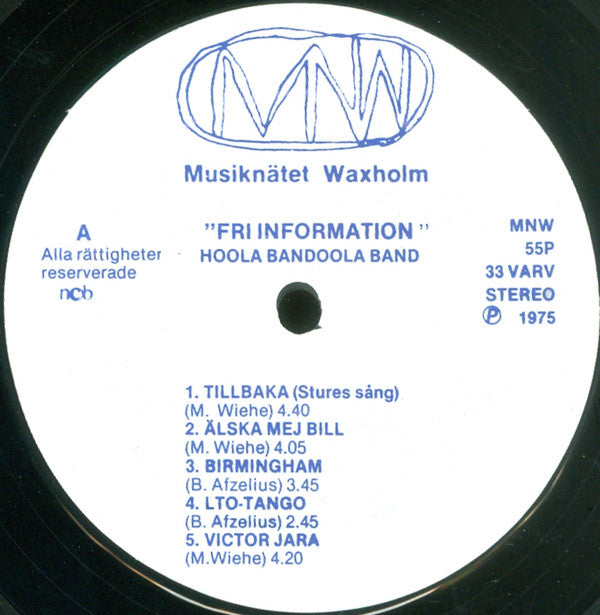 MNW
Musiknätet Waxholm
A
Alla rättigheter
reserverade
ncb
"FRI INFORMATION"
HOOLA BANDOOLA BAND
MNW
55P
33 VARV
STEREO
Ⓟ 1975
1. TILLBAKA (Stures sång)
(M. Wiehe) 4.40
2. ÄLSKA MEJ BILL
(M. Wiehe) 4.05
3. BIRMINGHAM
(B. Afzelius) 3.45
4. LTO-TANGO
(B. Afzelius) 2.45
5. VICTOR JARA
(M. Wiehe) 4.20